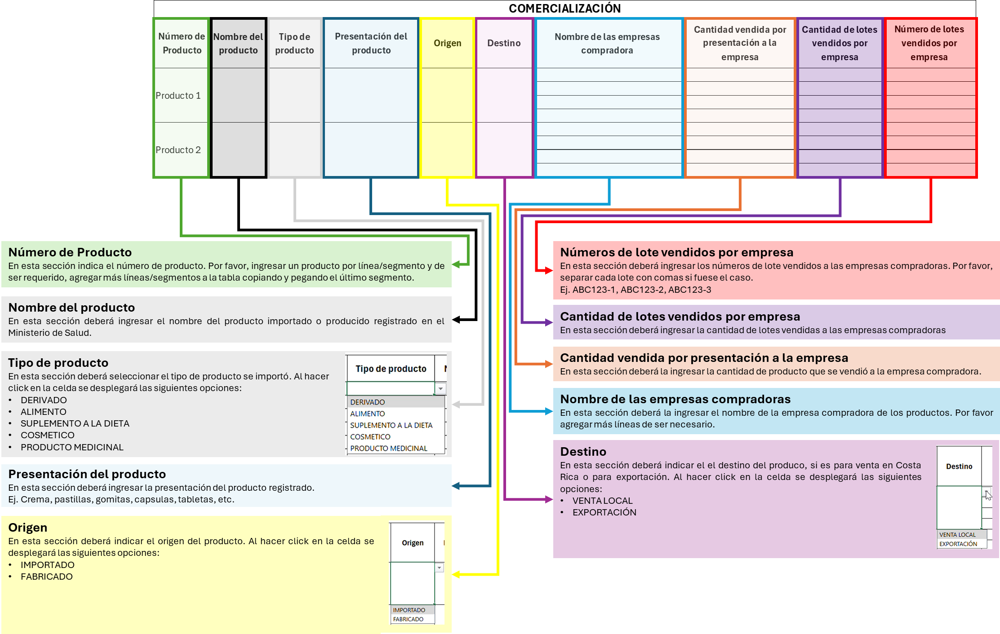 COMERCIALIZACIÓN
Número de
Producto
Nombre del
producto
Tipo de
producto
Presentación del
producto
Origen
Destino
Nombre de las empresas
compradora
Cantidad vendida por
presentación a la
empresa
Cantidad de lotes
vendidos por
empresa
Número de lotes
vendidos por
empresa
Producto 1
Producto 2
Número de Producto
En esta sección indica el número de producto. Por favor, ingresar un producto por línea/segmento y de
ser requerido, agregar más líneas/segmentos a la tabla copiando y pegando el último segmento.
Nombre del producto
En esta sección deberá ingresar el nombre del producto importado o producido registrado en el
Ministerio de Salud.
Tipo de producto
En esta sección deberá seleccionar el tipo de producto se importó. Al hacer
click en la celda se desplegará las siguientes opciones:
• DERIVADO
• ALIMENTO
• SUPLEMENTO A LA DIETA
• COSMETICO
• PRODUCTO MEDICINAL
Tipo de producto
DERIVADO
ALIMENTO
SUPLEMENTO A LA DIETA
COSMETICO
PRODUCTO MEDICINAL
Presentación del producto
En esta sección deberá ingresar la presentación del producto registrado.
Ej. Crema, pastillas, gomitas, capsulas, tabletas, etc.
Origen
En esta sección deberá indicar el origen del producto. Al hacer click en la celda se
desplegará las siguientes opciones:
• IMPORTADO
• FABRICADO
Origen
IMPORTADO
FABRICADO
Números de lote vendidos por empresa
En esta sección deberá ingresar los números de lote vendidos a las empresas compradoras. Por favor,
separar cada lote con comas si fuese el caso.
Ej. ABC123-1, ABC123-2, ABC123-3
Cantidad de lotes vendidos por empresa
En esta sección deberá ingresar la cantidad de lotes vendidas a las empresas compradoras
Cantidad vendida por presentación a la empresa
En esta sección deberá la ingresar la cantidad de producto que se vendió a la empresa compradora.
Nombre de las empresas compradoras
En esta sección deberá la ingresar el nombre de la empresa compradora de los productos. Por favor
agregar más líneas de ser necesario.
Destino
En esta sección deberá indicar el el destino del produco, si es para venta en Costa
Rica o para exportación. Al hacer click en la celda se desplegará las siguientes
opciones:
• VENTA LOCAL
• EXPORTACIÓN
Destino
VENTA LOCAL
EXPORTACIÓN